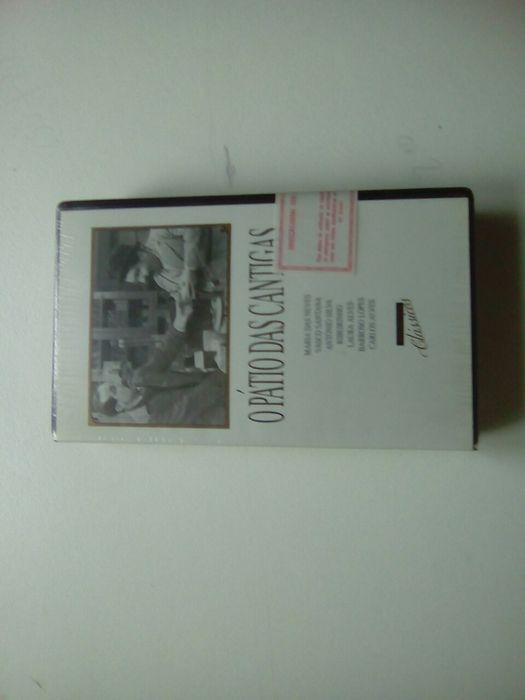 O PÁTIO DAS CANTIGAS
MARIA DAS NEVES
VASCO SANTANA
ANTÓNIO SILVA
RIBEIRINHO
LAURA ALVES
BARROSO LOPES
CARLOS ALVES
Clássicos